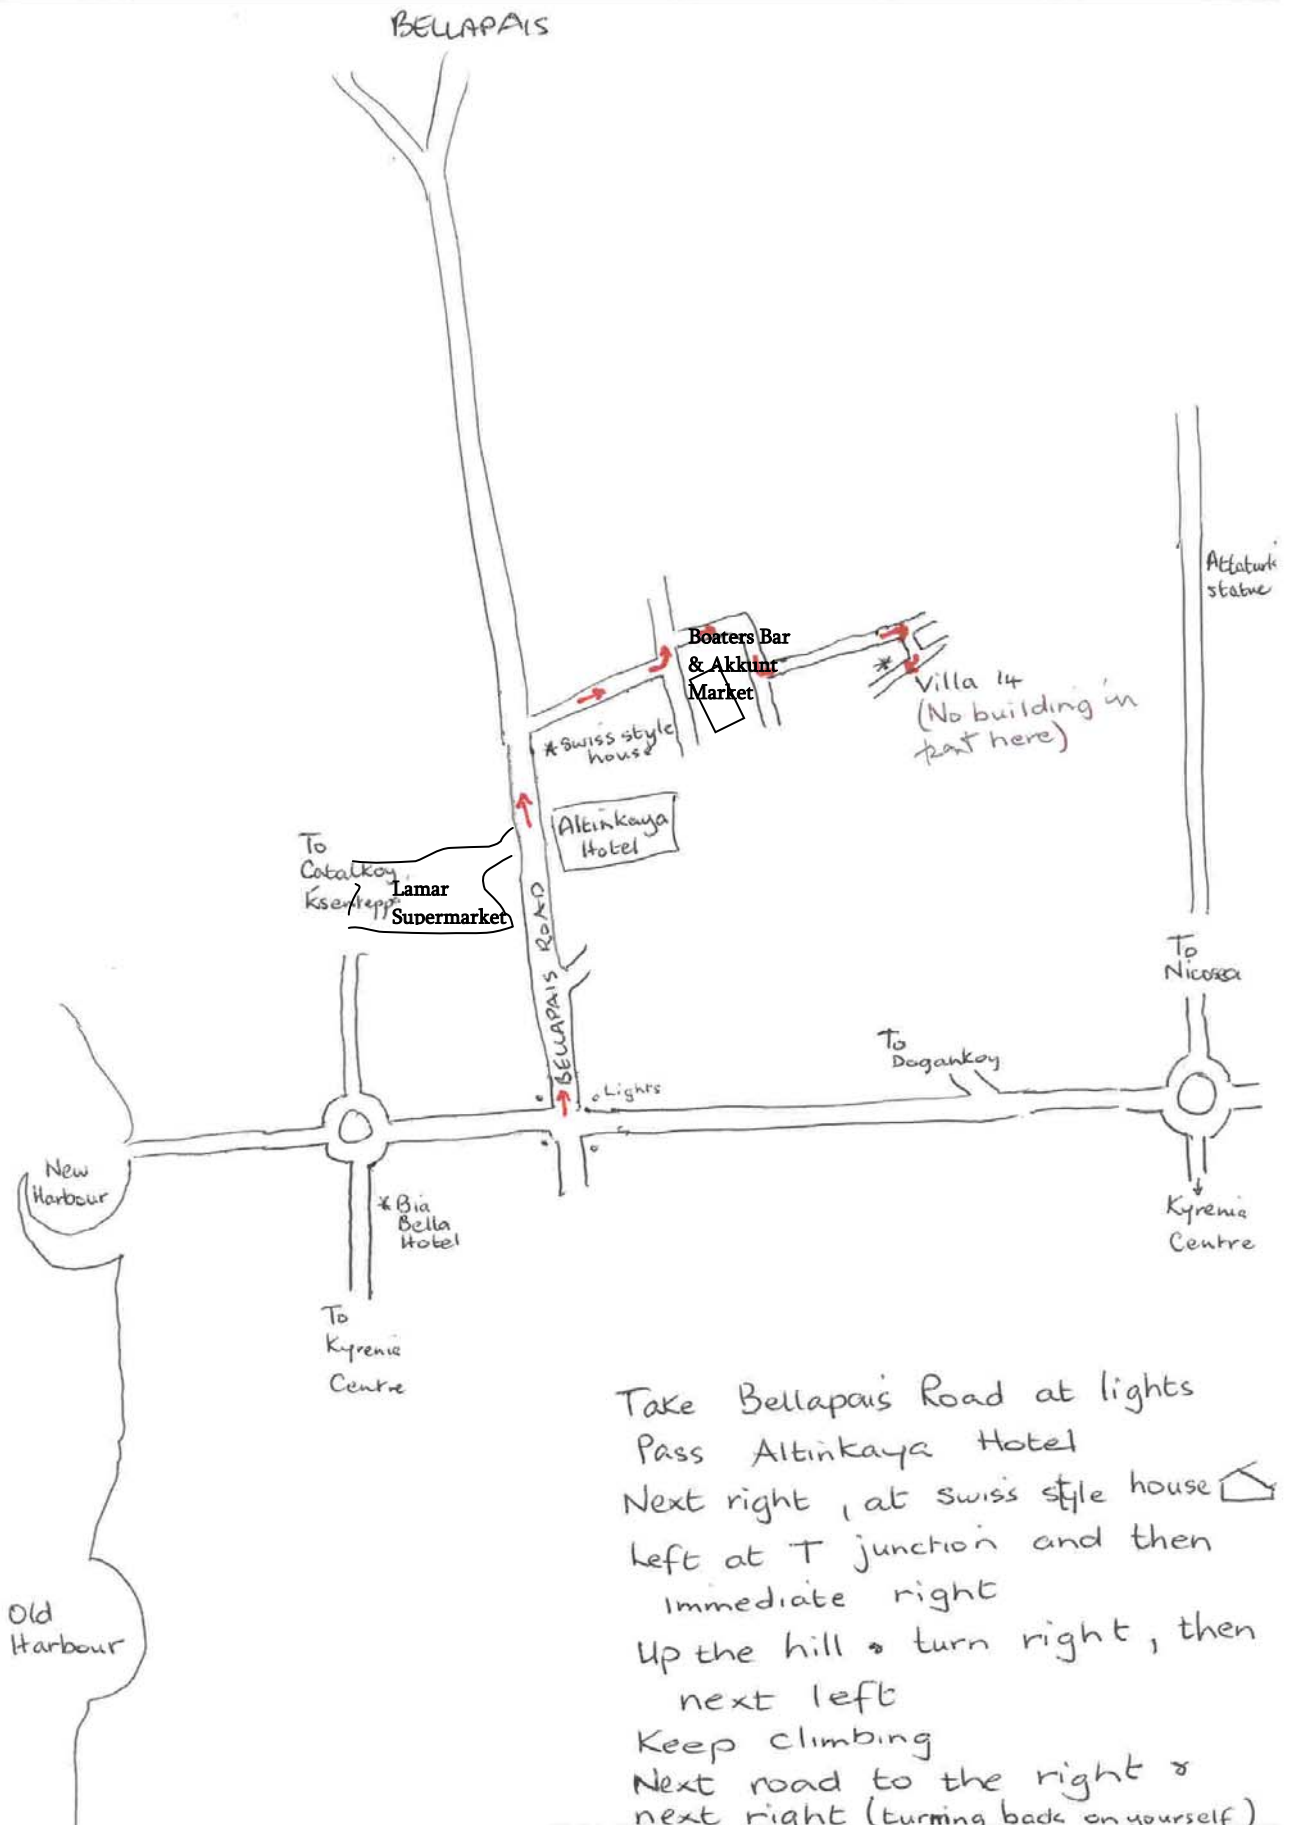 BELLAPAIS
Attaturk
statue
Boaters Bar
& Akkunt
Market
Villa 14
(No building in
part here)
* Swiss style
house
Altinkaya
Hotel
To
Catalkoy,
Lamar
Supermarket
BELLAPAIS ROAD
To
Nicosea
To
Dogankoy
Lights
New
Harbour
* Bia
Bella
Hotel
Kyrenia
Centre
To
Kyrenia
Centre
Take Bellapais Road at lights
Pass Altinkaya Hotel
Next right, at swiss style house
Left at T junction and then
immediate right
Up the hill & turn right, then
next left
Keep climbing
Next road to the right &
next right (turning back on yourself)
Old
Harbour